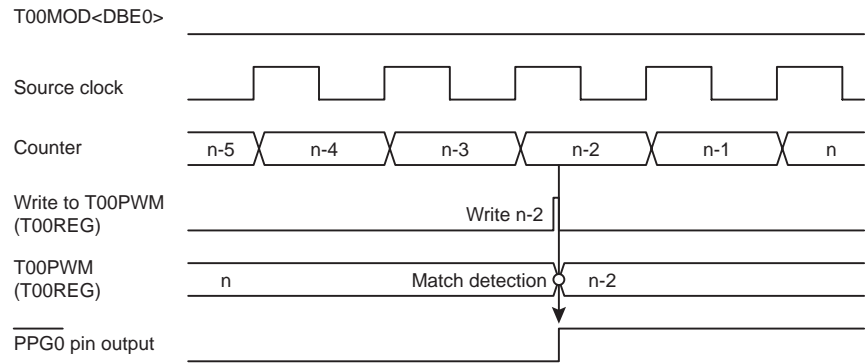 T00MOD<DBE0>
Source clock
Counter n-5 n-4 n-3 n-2 n-1 n
Write to T00PWM
(T00REG) Write n-2
T00PWM
(T00REG) n Match detection n-2
PPG0 pin output